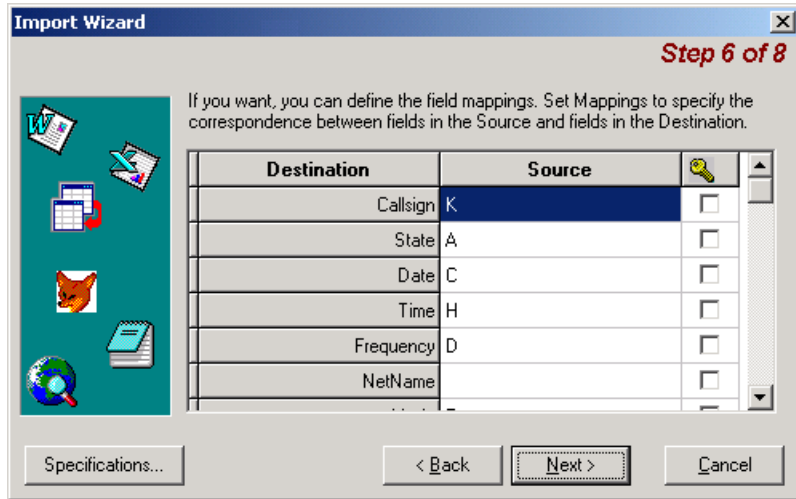 Import Wizard
Step 6 of 8
If you want, you can define the field mappings. Set Mappings to specify the
correspondence between fields in the Source and fields in the Destination.
Destination Source
Callsign K
State A
Date C
Time H
Frequency D
NetName
Specifications... < Back Next > Cancel